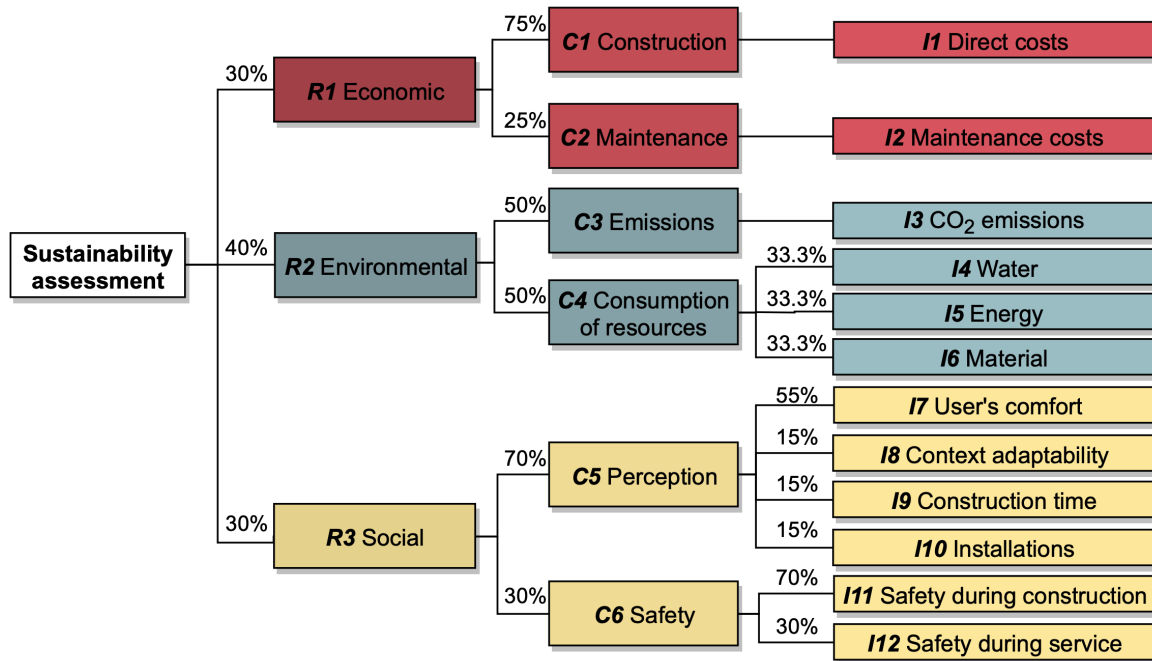 Sustainability
assessment
30%
R1 Economic
75%
C1 Construction
I1 Direct costs
25%
C2 Maintenance
I2 Maintenance costs
40%
R2 Environmental
50%
C3 Emissions
I3 CO₂ emissions
50%
C4 Consumption
of resources
33.3%
I4 Water
33.3%
I5 Energy
33.3%
I6 Material
30%
R3 Social
70%
C5 Perception
55%
I7 User's comfort
15%
I8 Context adaptability
15%
I9 Construction time
15%
I10 Installations
30%
C6 Safety
70%
I11 Safety during construction
30%
I12 Safety during service